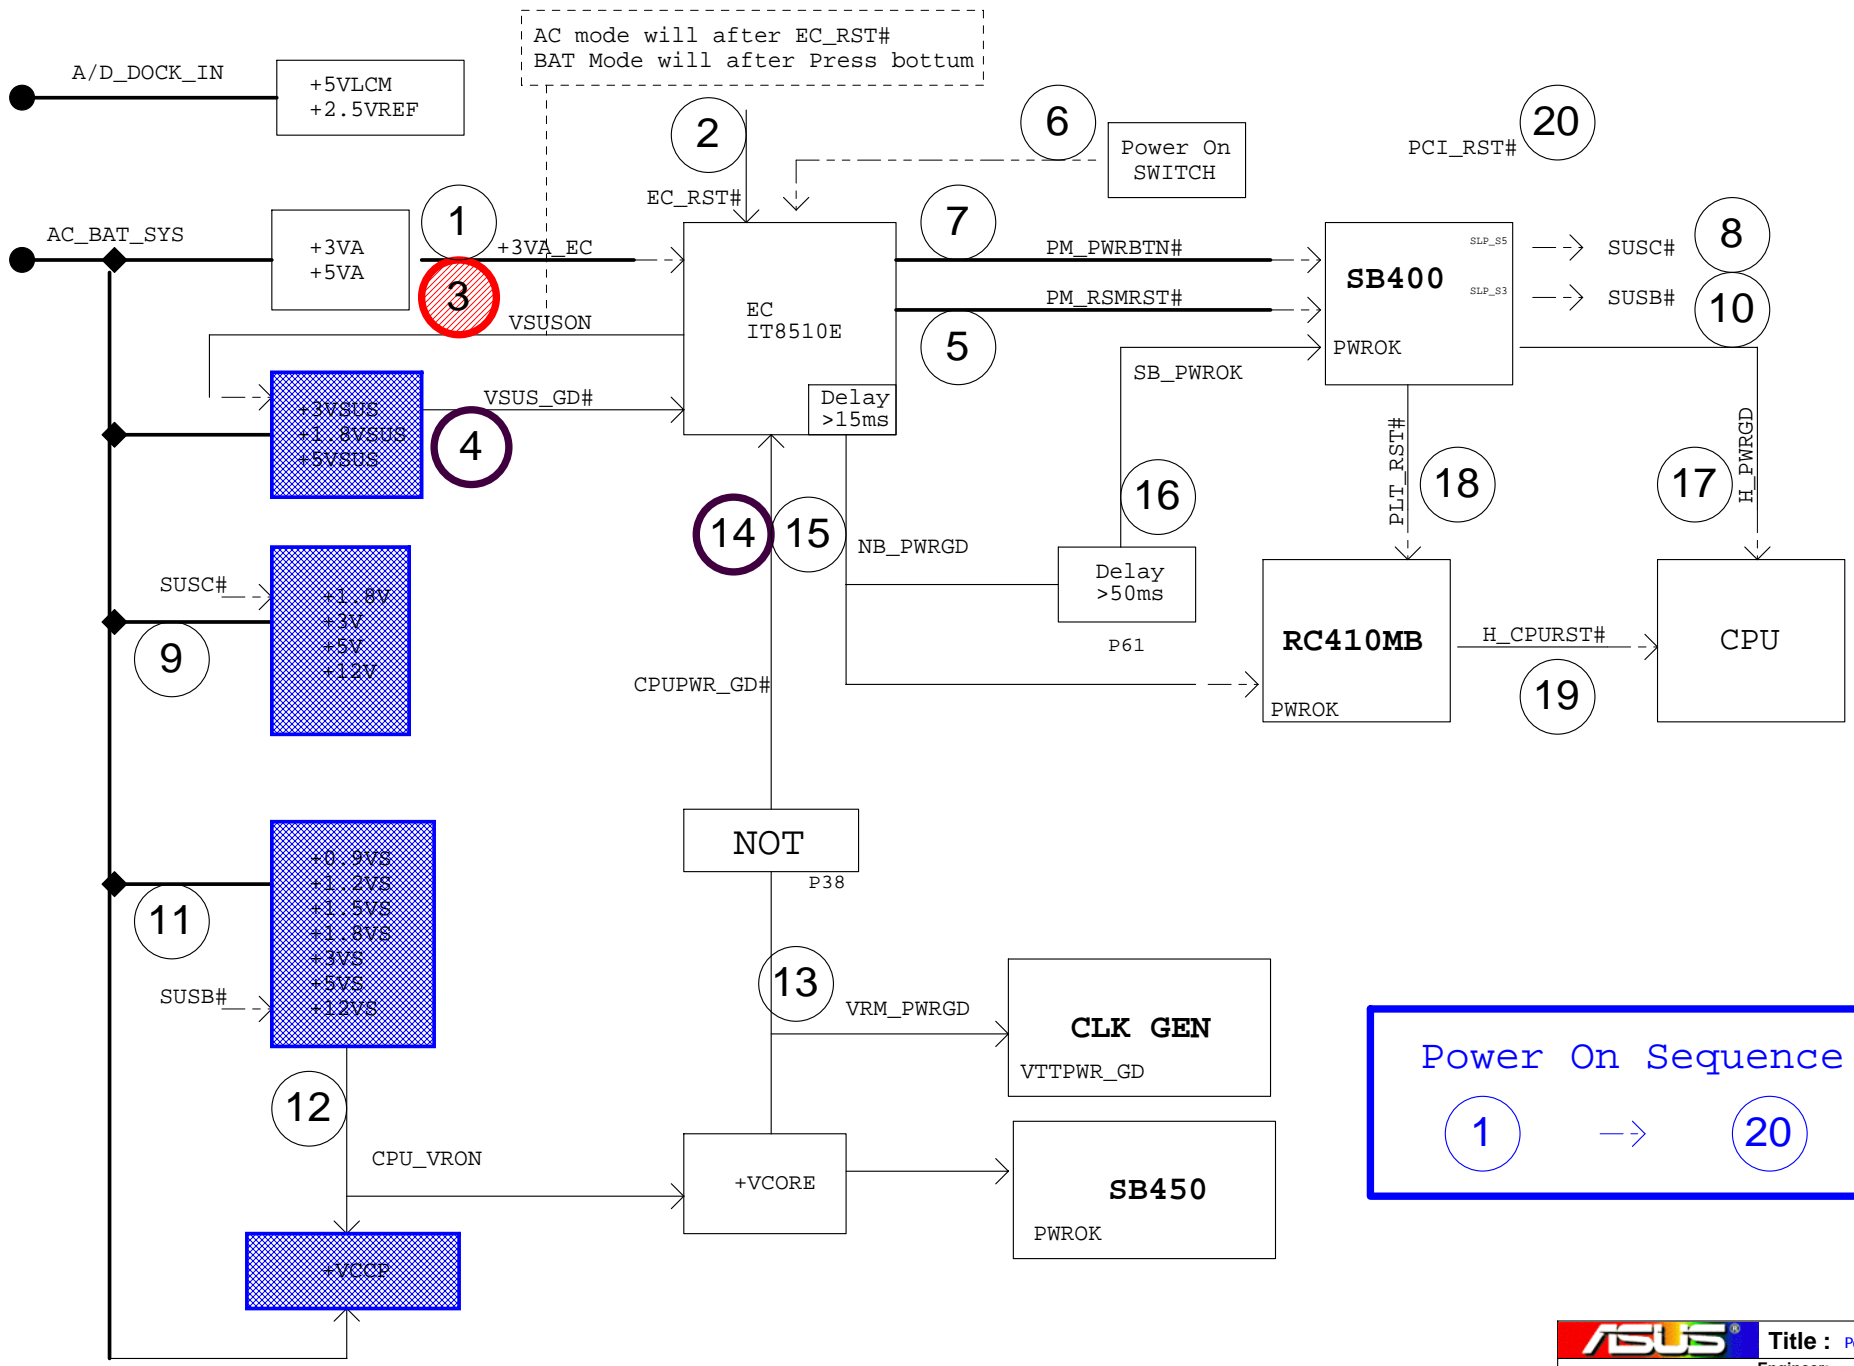 AC mode will after EC_RST#
BAT Mode will after Press bottum
A/D_DOCK_IN
+5VLCM
+2.5VREF
2
6
Power On
SWITCH
20
PCI_RST#
EC_RST#
AC_BAT_SYS
+3VA
+5VA
1
+3VA_EC
3
VSUSON
EC
IT8510E
Delay
>15ms
7
PM_PWRBTN#
PM_RSMRST#
5
SB400
SLP_S5
SLP_S3
PWROK
SUSC#
8
SUSB#
10
SB_PWROK
+3VSUS
+1.8VSUS
+5VSUS
VSUS_GD#
4
14
15
NB_PWRGD
16
Delay
>50ms
P61
PLT_RST#
18
17
H_PWRGD
SUSC#
9
+1.8V
+3V
+5V
+12V
CPUPWR_GD#
RC410MB
PWROK
H_CPURST#
19
CPU
NOT
P38
11
+0.9VS
+1.2VS
+1.5VS
+1.8VS
+3VS
+5VS
+12VS
SUSB#
13
VRM_PWRGD
CLK GEN
VTTPWR_GD
12
CPU_VRON
+VCORE
SB450
PWROK
+VCCP
Power On Sequence
1
20
ASUS
Title :